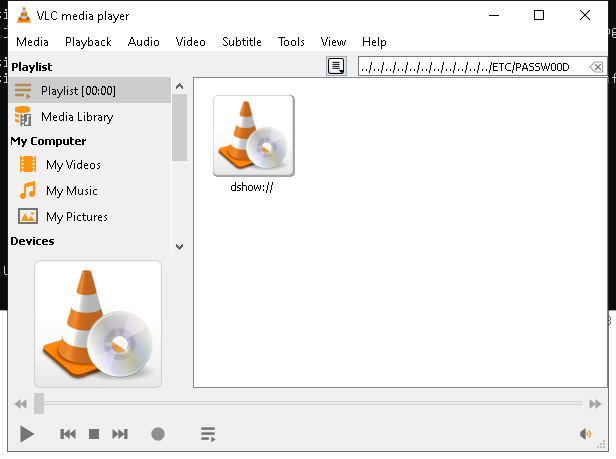 VLC media player
Media Playback Audio Video Subtitle Tools View Help
Playlist
../../../../../../../../../../../ETC/PASSW00D
Playlist [00:00]
Media Library
My Computer
My Videos
My Music
My Pictures
Devices
dshow://